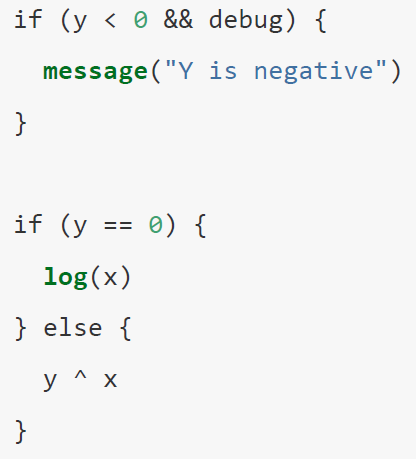 if (y < 0 && debug) {
  message("Y is negative")
}

if (y == 0) {
  log(x)
} else {
  y ^ x
}